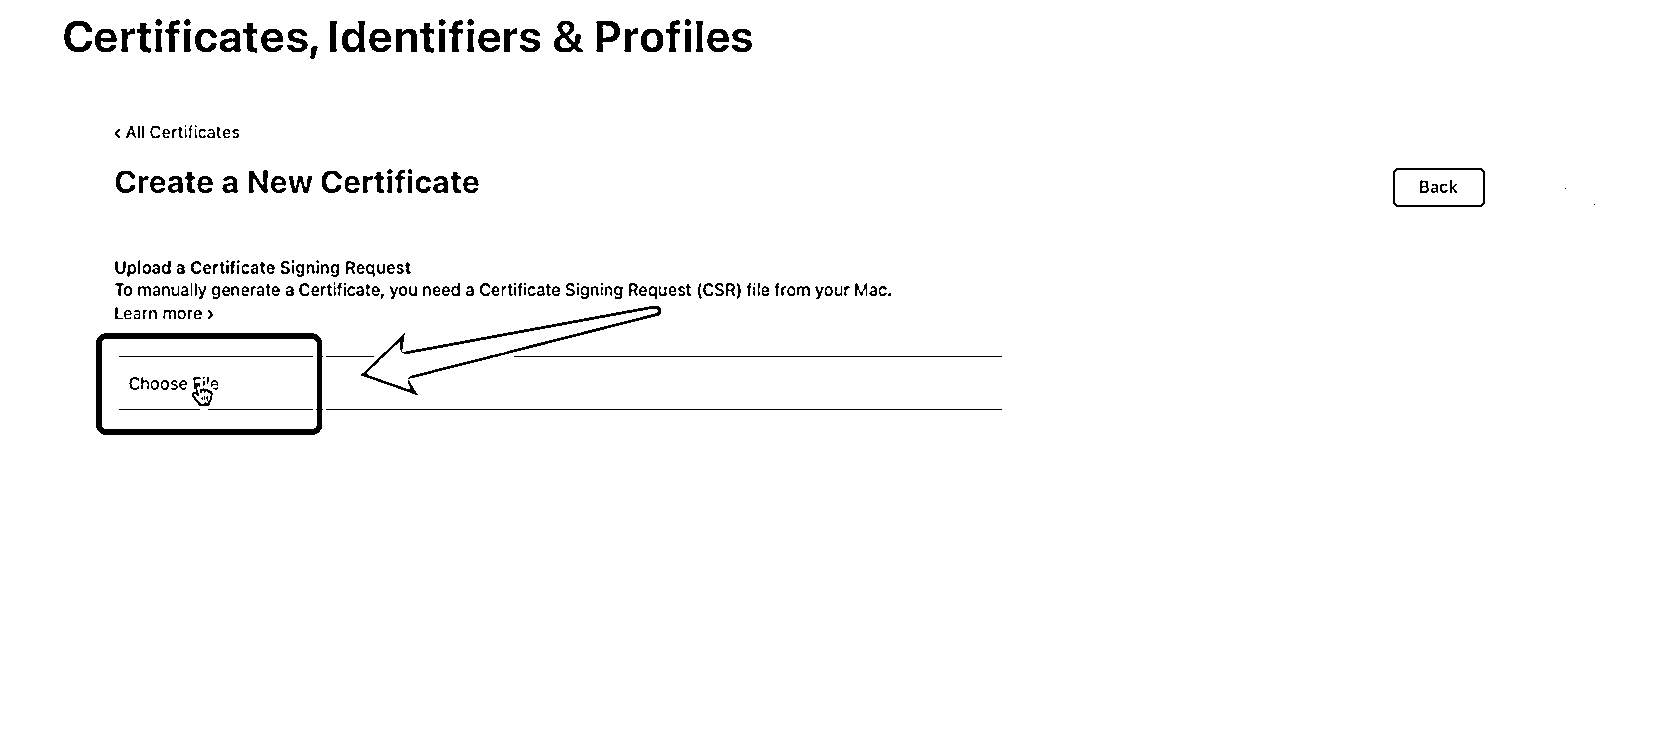 Certificates, Identifiers & Profiles
‹ All Certificates
Create a New Certificate
Back
Upload a Certificate Signing Request
To manually generate a Certificate, you need a Certificate Signing Request (CSR) file from your Mac.
Learn more ›
Choose File